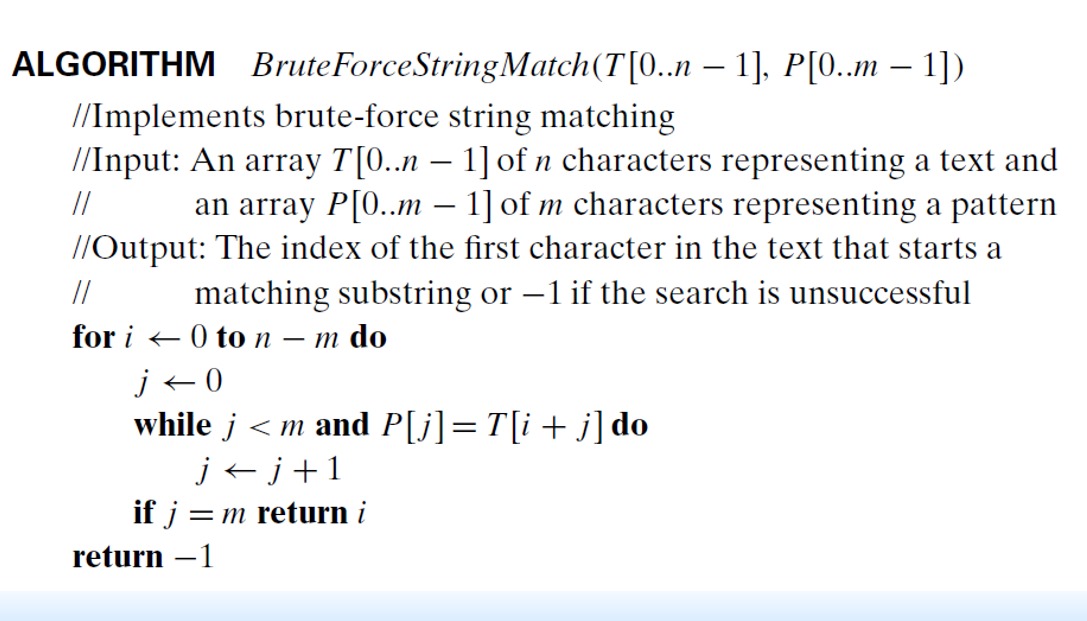 ALGORITHM BruteForceStringMatch(T[0..n − 1], P[0..m − 1])
//Implements brute-force string matching
//Input: An array T[0..n − 1] of n characters representing a text and
// an array P[0..m − 1] of m characters representing a pattern
//Output: The index of the first character in the text that starts a
// matching substring or −1 if the search is unsuccessful
for i ← 0 to n − m do
j ← 0
while j < m and P[j] = T[i + j] do
j ← j + 1
if j = m return i
return −1